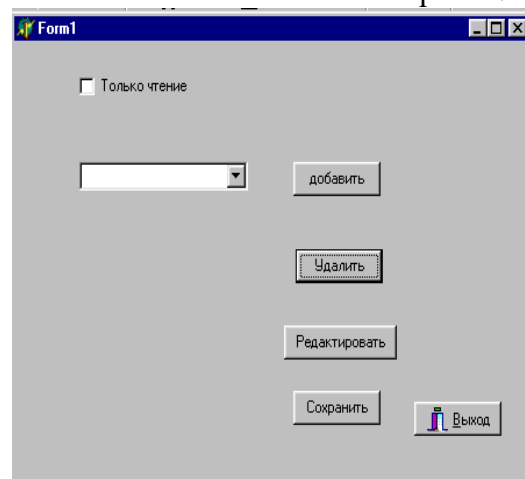 Form1
Только чтение
добавить
Удалить
Редактировать
Сохранить
Выход